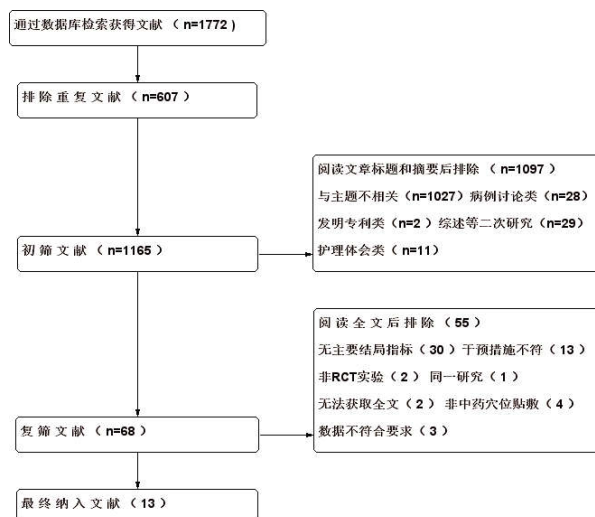 通过数据库检索获得文献（n=1772）
排除重复文献（n=607）
阅读文章标题和摘要后排除（n=1097）
与主题不相关（n=1027）病例讨论类（n=28）
发明专利类（n=2）综述等二次研究（n=29）
护理体会类（n=11）
初筛文献（n=1165）
阅读全文后排除（55）
无主要结局指标（30）干预措施不符（13）
非RCT实验（2）同一研究（1）
无法获取全文（2）非中药穴位贴敷（4）
数据不符合要求（3）
复筛文献（n=68）
最终纳入文献（13）